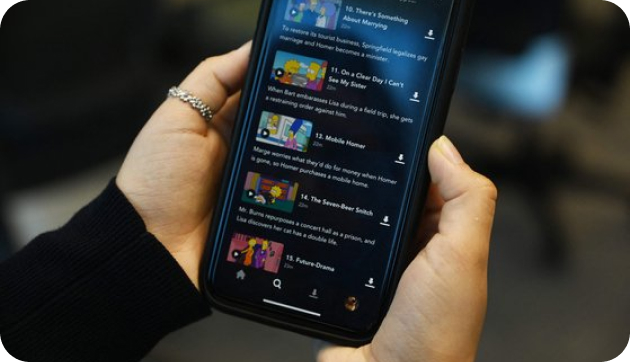 10. There's Something
About Marrying
22m
To restore its tourist business, Springfield legalizes gay
marriage and Homer becomes a minister.
11. On a Clear Day I Can't
See My Sister
22m
When Bart embarrasses Lisa during a field trip, she gets
a restraining order against him.
13. Mobile Homer
22m
Marge worries what they'd do for money when Homer
is gone, so Homer purchases a mobile home.
14. The Seven-Beer Snitch
22m
Mr. Burns repurposes a concert hall as a prison, and
Lisa discovers her cat has a double life.
15. Future-Drama
22m